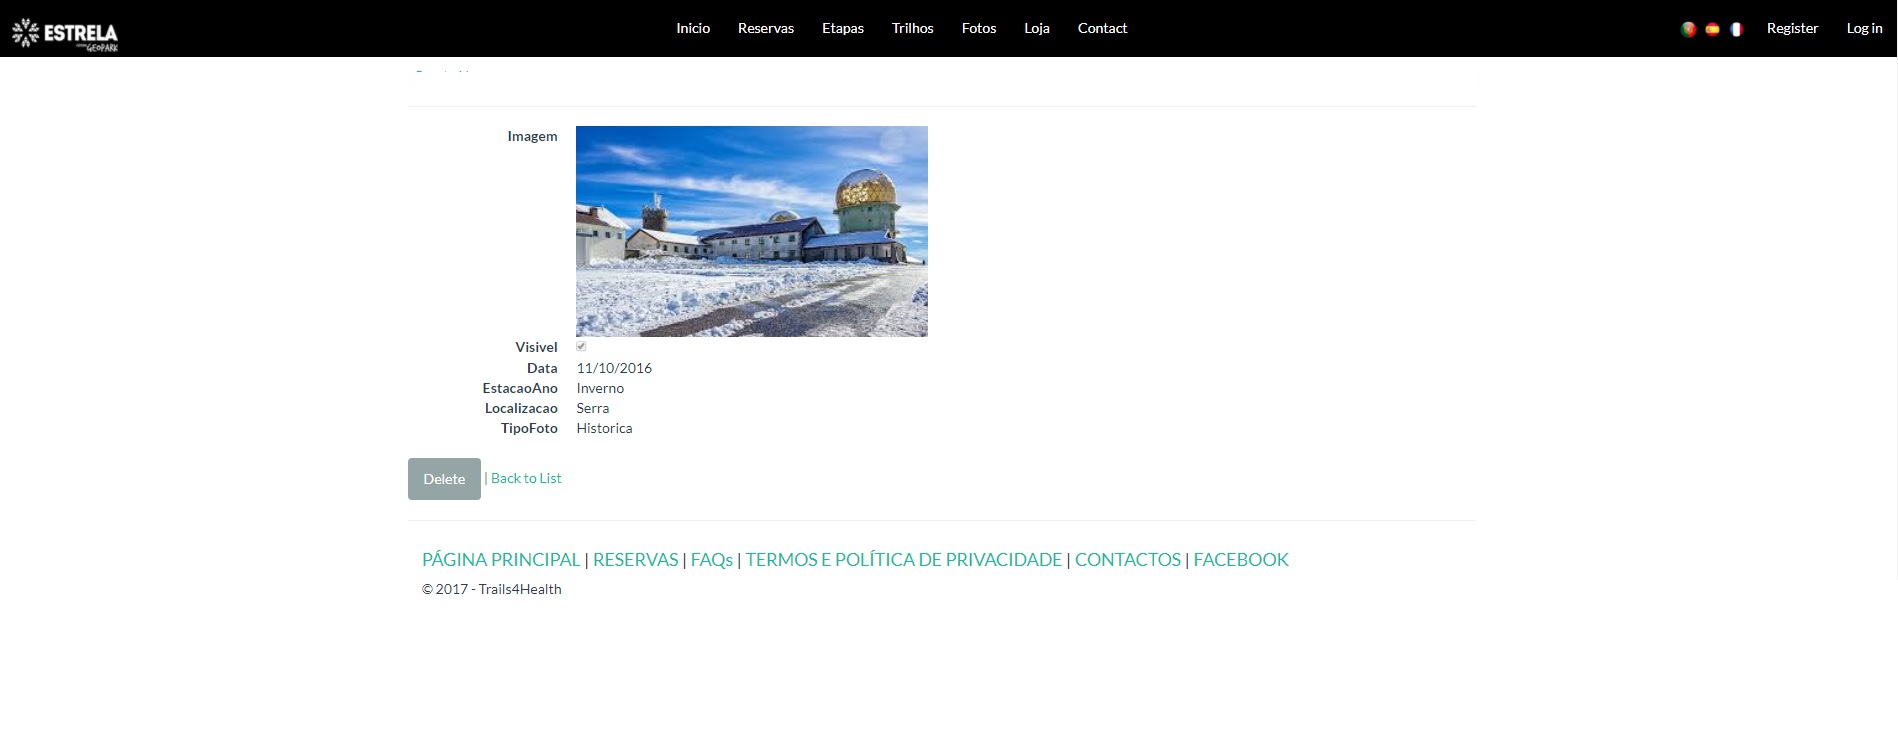 ESTRELA
GEOPARK
Inicio Reservas Etapas Trilhos Fotos Loja Contact
Register Log in
Imagem
Visivel
Data 11/10/2016
EstacaoAno Inverno
Localizacao Serra
TipoFoto Historica
Delete | Back to List
PÁGINA PRINCIPAL | RESERVAS | FAQs | TERMOS E POLÍTICA DE PRIVACIDADE | CONTACTOS | FACEBOOK
© 2017 - Trails4Health